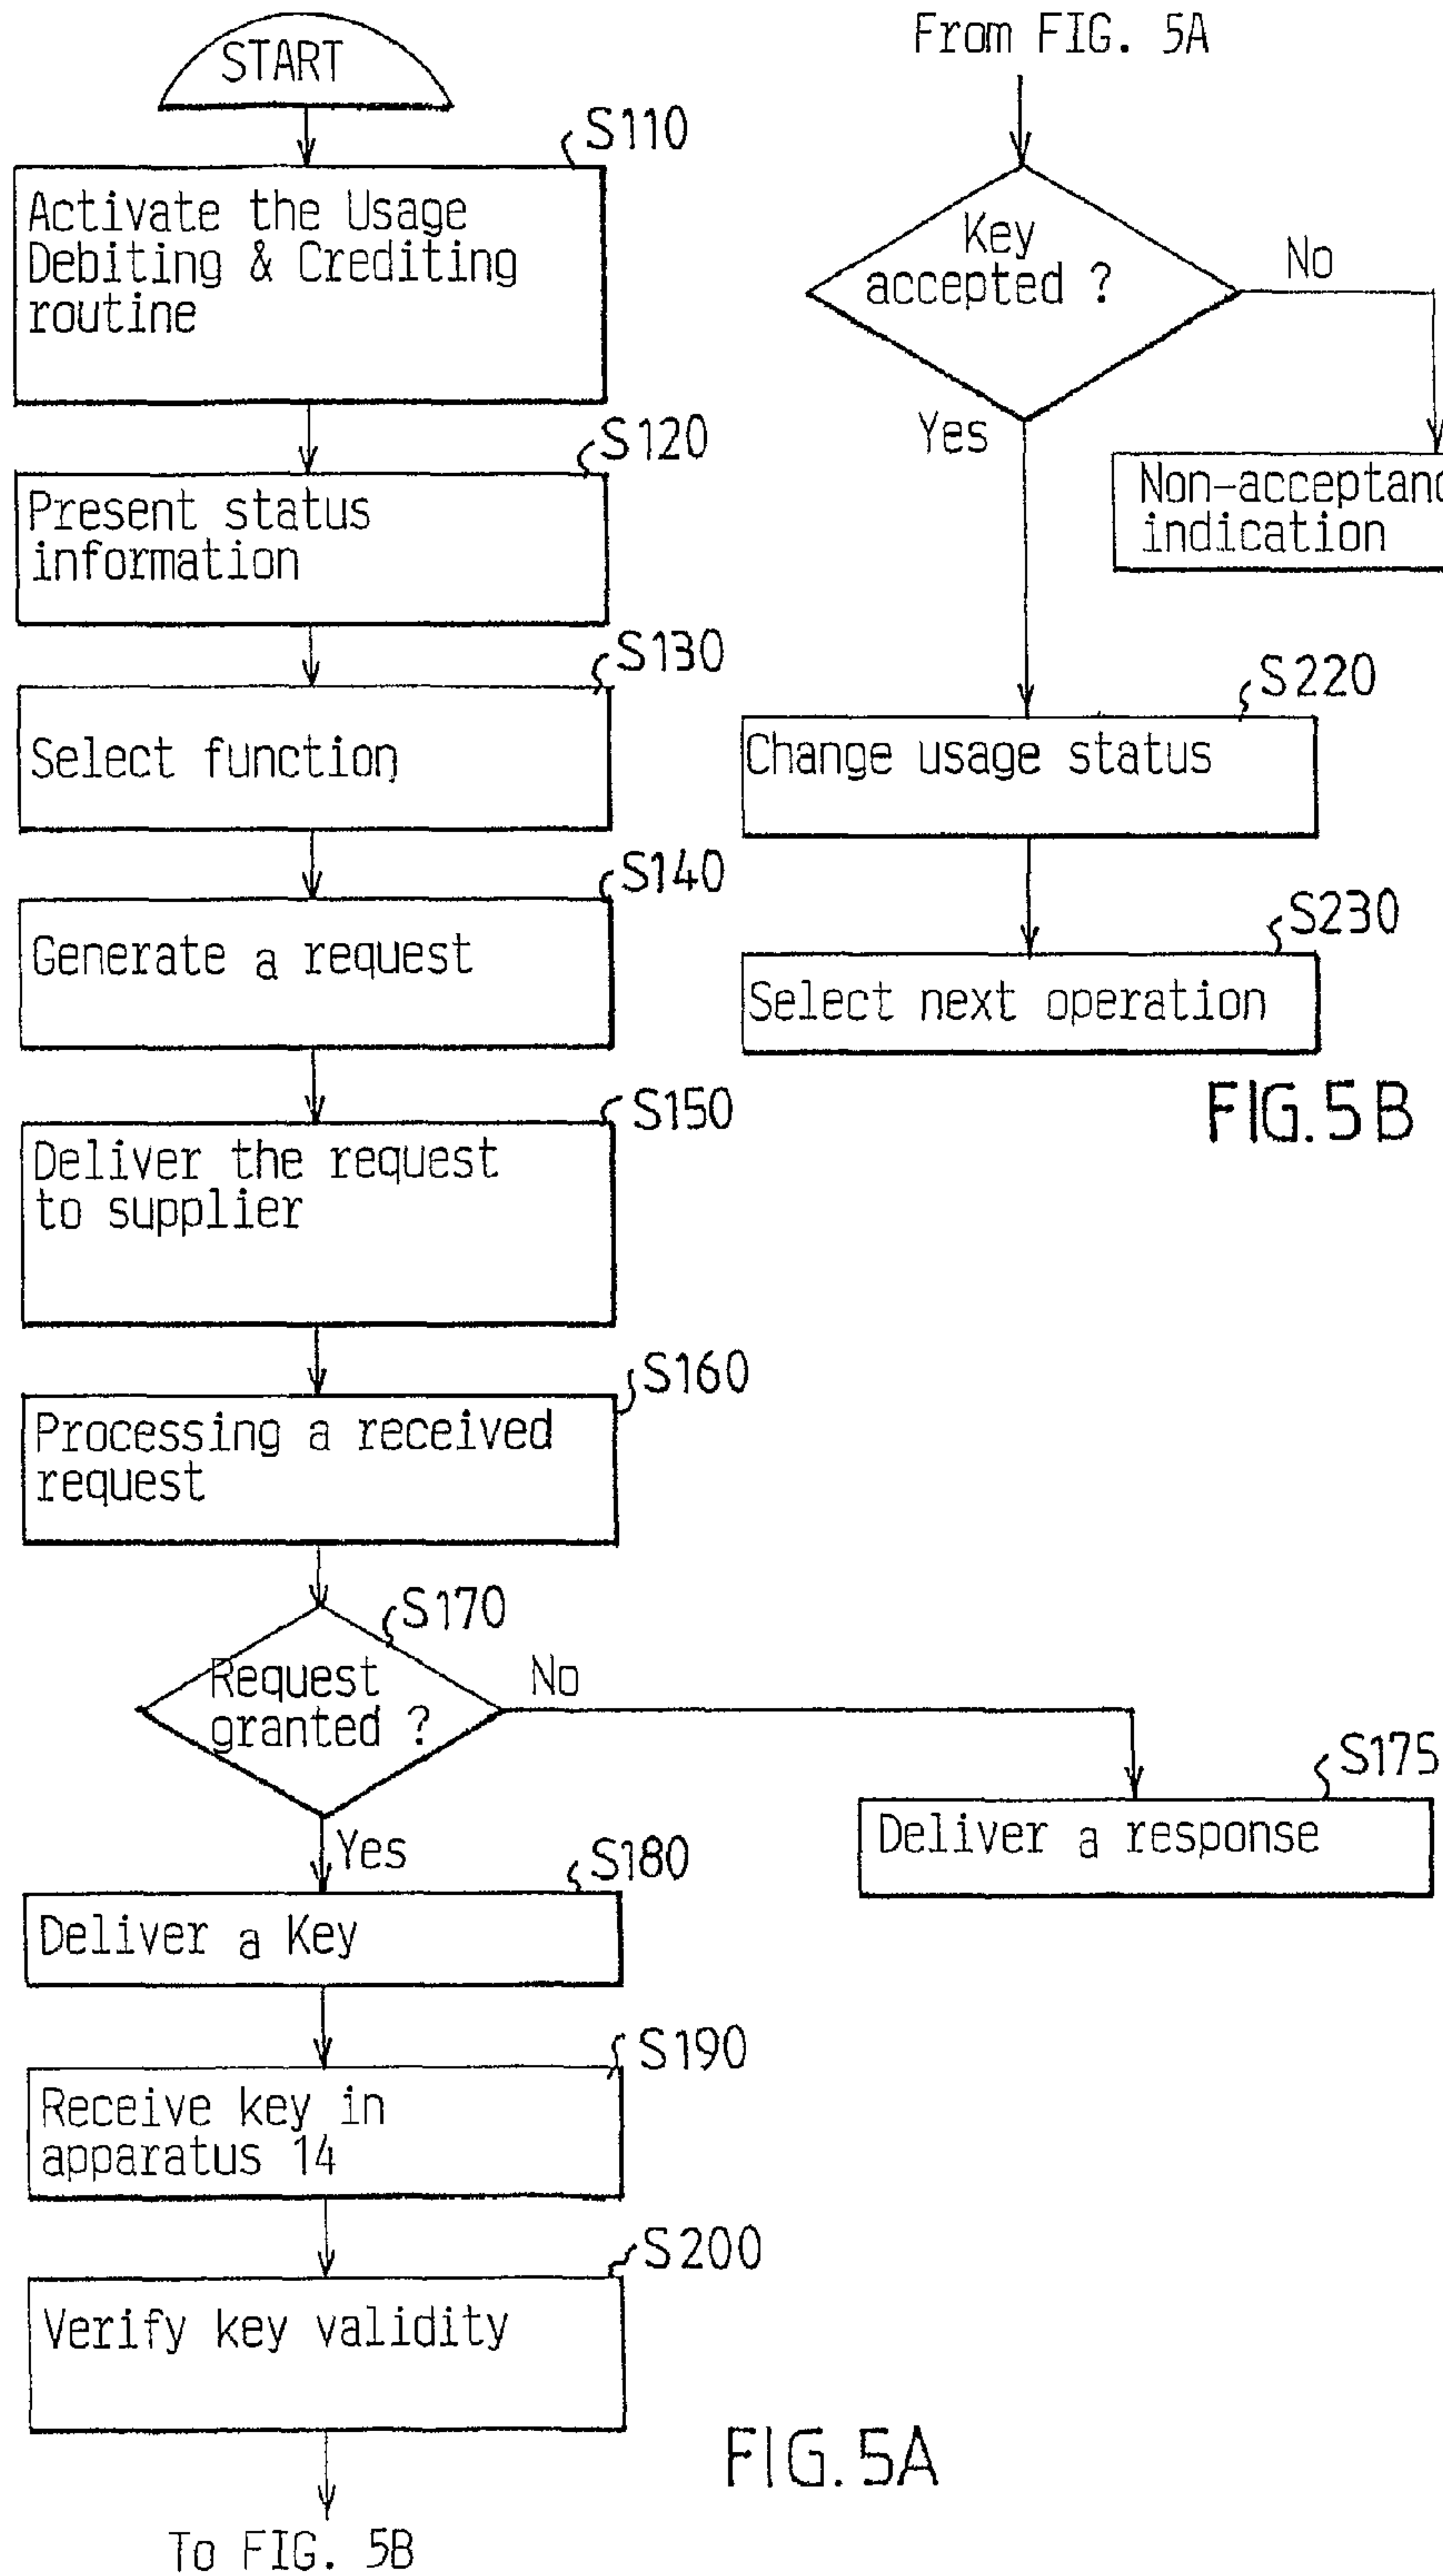 START
S110
Activate the Usage
Debiting & Crediting
routine
S120
Present status
information
S130
Select function
S140
Generate a request
S150
Deliver the request
to supplier
S160
Processing a received
request
S170
Request
granted ?
No
S175
Deliver a response
Yes
S180
Deliver a Key
S190
Receive key in
apparatus 14
S200
Verify key validity
To FIG. 5B
FIG. 5A
From FIG. 5A
Key
accepted ?
No
Yes
indication
S220
Change usage status
S230
Select next operation
FIG. 5B